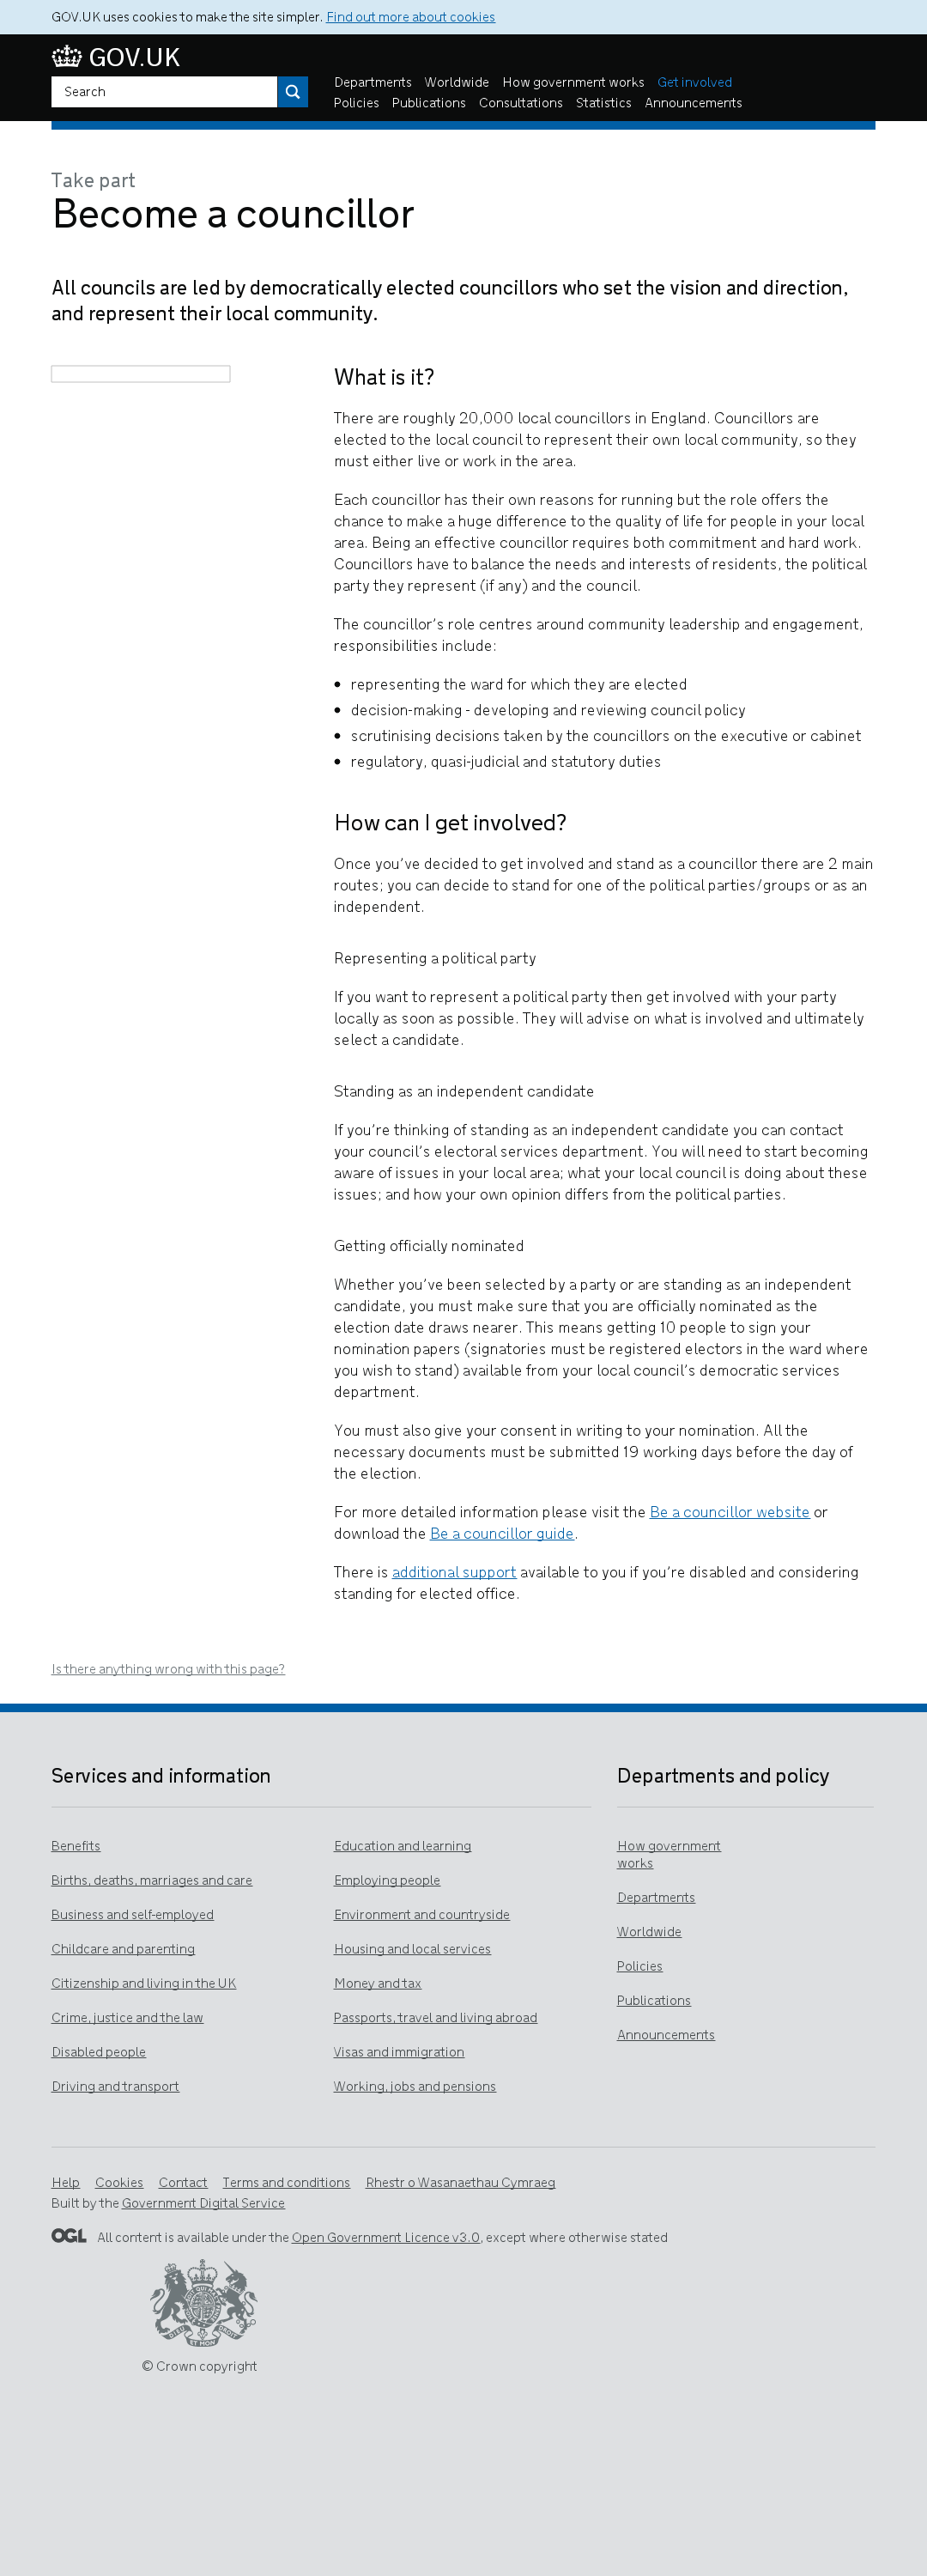 GOV.UK uses cookies to make the site simpler. Find out more about cookies
GOV.UK
Search
Departments Worldwide How government works Get involved
Policies Publications Consultations Statistics Announcements
Take part
Become a councillor
All councils are led by democratically elected councillors who set the vision and direction,
and represent their local community.
What is it?
There are roughly 20,000 local councillors in England. Councillors are
elected to the local council to represent their own local community, so they
must either live or work in the area.
Each councillor has their own reasons for running but the role offers the
chance to make a huge difference to the quality of life for people in your local
area. Being an effective councillor requires both commitment and hard work.
Councillors have to balance the needs and interests of residents, the political
party they represent (if any) and the council.
The councillor's role centres around community leadership and engagement,
responsibilities include:
• representing the ward for which they are elected
• decision-making - developing and reviewing council policy
• scrutinising decisions taken by the councillors on the executive or cabinet
• regulatory, quasi-judicial and statutory duties
How can I get involved?
Once you've decided to get involved and stand as a councillor there are 2 main
routes; you can decide to stand for one of the political parties/groups or as an
independent.
Representing a political party
If you want to represent a political party then get involved with your party
locally as soon as possible. They will advise on what is involved and ultimately
select a candidate.
Standing as an independent candidate
If you're thinking of standing as an independent candidate you can contact
your council's electoral services department. You will need to start becoming
aware of issues in your local area; what your local council is doing about these
issues; and how your own opinion differs from the political parties.
Getting officially nominated
Whether you've been selected by a party or are standing as an independent
candidate, you must make sure that you are officially nominated as the
election date draws nearer. This means getting 10 people to sign your
nomination papers (signatories must be registered electors in the ward where
you wish to stand) available from your local council's democratic services
department.
You must also give your consent in writing to your nomination. All the
necessary documents must be submitted 19 working days before the day of
the election.
For more detailed information please visit the Be a councillor website or
download the Be a councillor guide.
There is additional support available to you if you're disabled and considering
standing for elected office.
Is there anything wrong with this page?
Services and information
Benefits
Births, deaths, marriages and care
Business and self-employed
Childcare and parenting
Citizenship and living in the UK
Crime, justice and the law
Disabled people
Driving and transport
Education and learning
Employing people
Environment and countryside
Housing and local services
Money and tax
Passports, travel and living abroad
Visas and immigration
Working, jobs and pensions
Departments and policy
How government
works
Departments
Worldwide
Policies
Publications
Announcements
Help Cookies Contact Terms and conditions Rhestr o Wasanaethau Cymraeg
Built by the Government Digital Service
OGL All content is available under the Open Government Licence v3.0, except where otherwise stated
DIEU ET MON DROIT
© Crown copyright